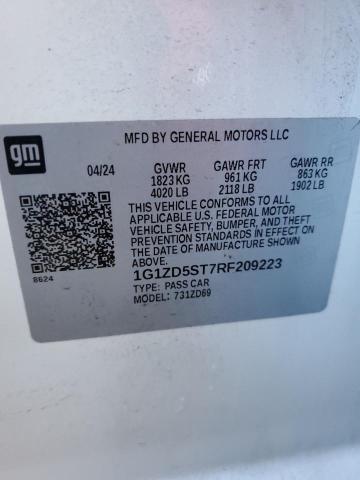 gm
MFD BY GENERAL MOTORS LLC
04/24 GVWR GAWR FRT GAWR RR
1823 KG 961 KG 863 KG
4020 LB 2118 LB 1902 LB
THIS VEHICLE CONFORMS TO ALL
APPLICABLE U.S. FEDERAL MOTOR
VEHICLE SAFETY, BUMPER, AND THEFT
PREVENTION STANDARDS IN EFFECT ON
THE DATE OF MANUFACTURE SHOWN
ABOVE.
8624
1G1ZD5ST7RF209223
TYPE: PASS CAR
MODEL: 731ZD69